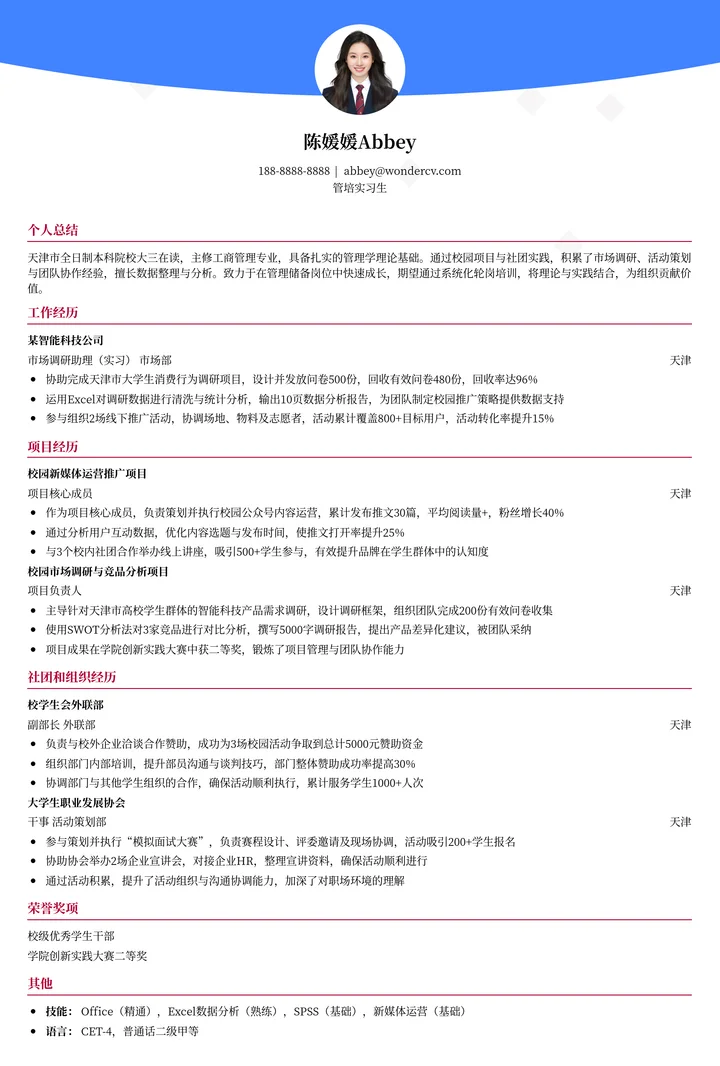 陈媛媛Abbey
188-8888-8888 | abbey@wondercv.com
管培实习生
个人总结
天津市全日制本科院校大三在读，主修工商管理专业，具备扎实的管理学理论基础。通过校园项目与社团实践，积累了市场调研、活动策划
与团队协作经验，擅长数据整理与分析。致力于在管理储备岗位中快速成长，期望通过系统化轮岗培训，将理论与实践结合，为组织贡献价
值。
工作经历
某智能科技公司
市场调研助理（实习） 市场部 天津
• 协助完成天津市大学生消费行为调研项目，设计并发放问卷500份，回收有效问卷480份，回收率达96%
• 运用Excel对调研数据进行清洗与统计分析，输出10页数据分析报告，为团队制定校园推广策略提供数据支持
• 参与组织2场线下推广活动，协调场地、物料及志愿者，活动累计覆盖800+目标用户，活动转化率提升15%
项目经历
校园新媒体运营推广项目
项目核心成员 天津
• 作为项目核心成员，负责策划并执行校园公众号内容运营，累计发布推文30篇，平均阅读量+，粉丝增长40%
• 通过分析用户互动数据，优化内容选题与发布时间，使推文打开率提升25%
• 与3个校内社团合作举办线上讲座，吸引500+学生参与，有效提升品牌在学生群体中的认知度
校园市场调研与竞品分析项目
项目负责人 天津
• 主导针对天津市高校学生群体的智能科技产品需求调研，设计调研框架，组织团队完成200份有效问卷收集
• 使用SWOT分析法对3家竞品进行对比分析，撰写5000字调研报告，提出产品差异化建议，被团队采纳
• 项目成果在学院创新实践大赛中获二等奖，锻炼了项目管理与团队协作能力
社团和组织经历
校学生会外联部
副部长 外联部 天津
• 负责与校外企业洽谈合作赞助，成功为3场校园活动争取到总计5000元赞助资金
• 组织部门内部培训，提升部员沟通与谈判技巧，部门整体赞助成功率提高30%
• 协调部门与其他学生组织的合作，确保活动顺利执行，累计服务学生1000+人次
大学生职业发展协会
干事 活动策划部 天津
• 参与策划并执行“模拟面试大赛”，负责赛程设计、评委邀请及现场协调，活动吸引200+学生报名
• 协助协会举办2场企业宣讲会，对接企业HR，整理宣讲资料，确保活动顺利进行
• 通过活动积累，提升了活动组织与沟通协调能力，加深了对职场环境的理解
荣誉奖项
校级优秀学生干部
学院创新实践大赛二等奖
其他
• 技能： Office（精通），Excel数据分析（熟练），SPSS（基础），新媒体运营（基础）
• 语言： CET-4，普通话二级甲等